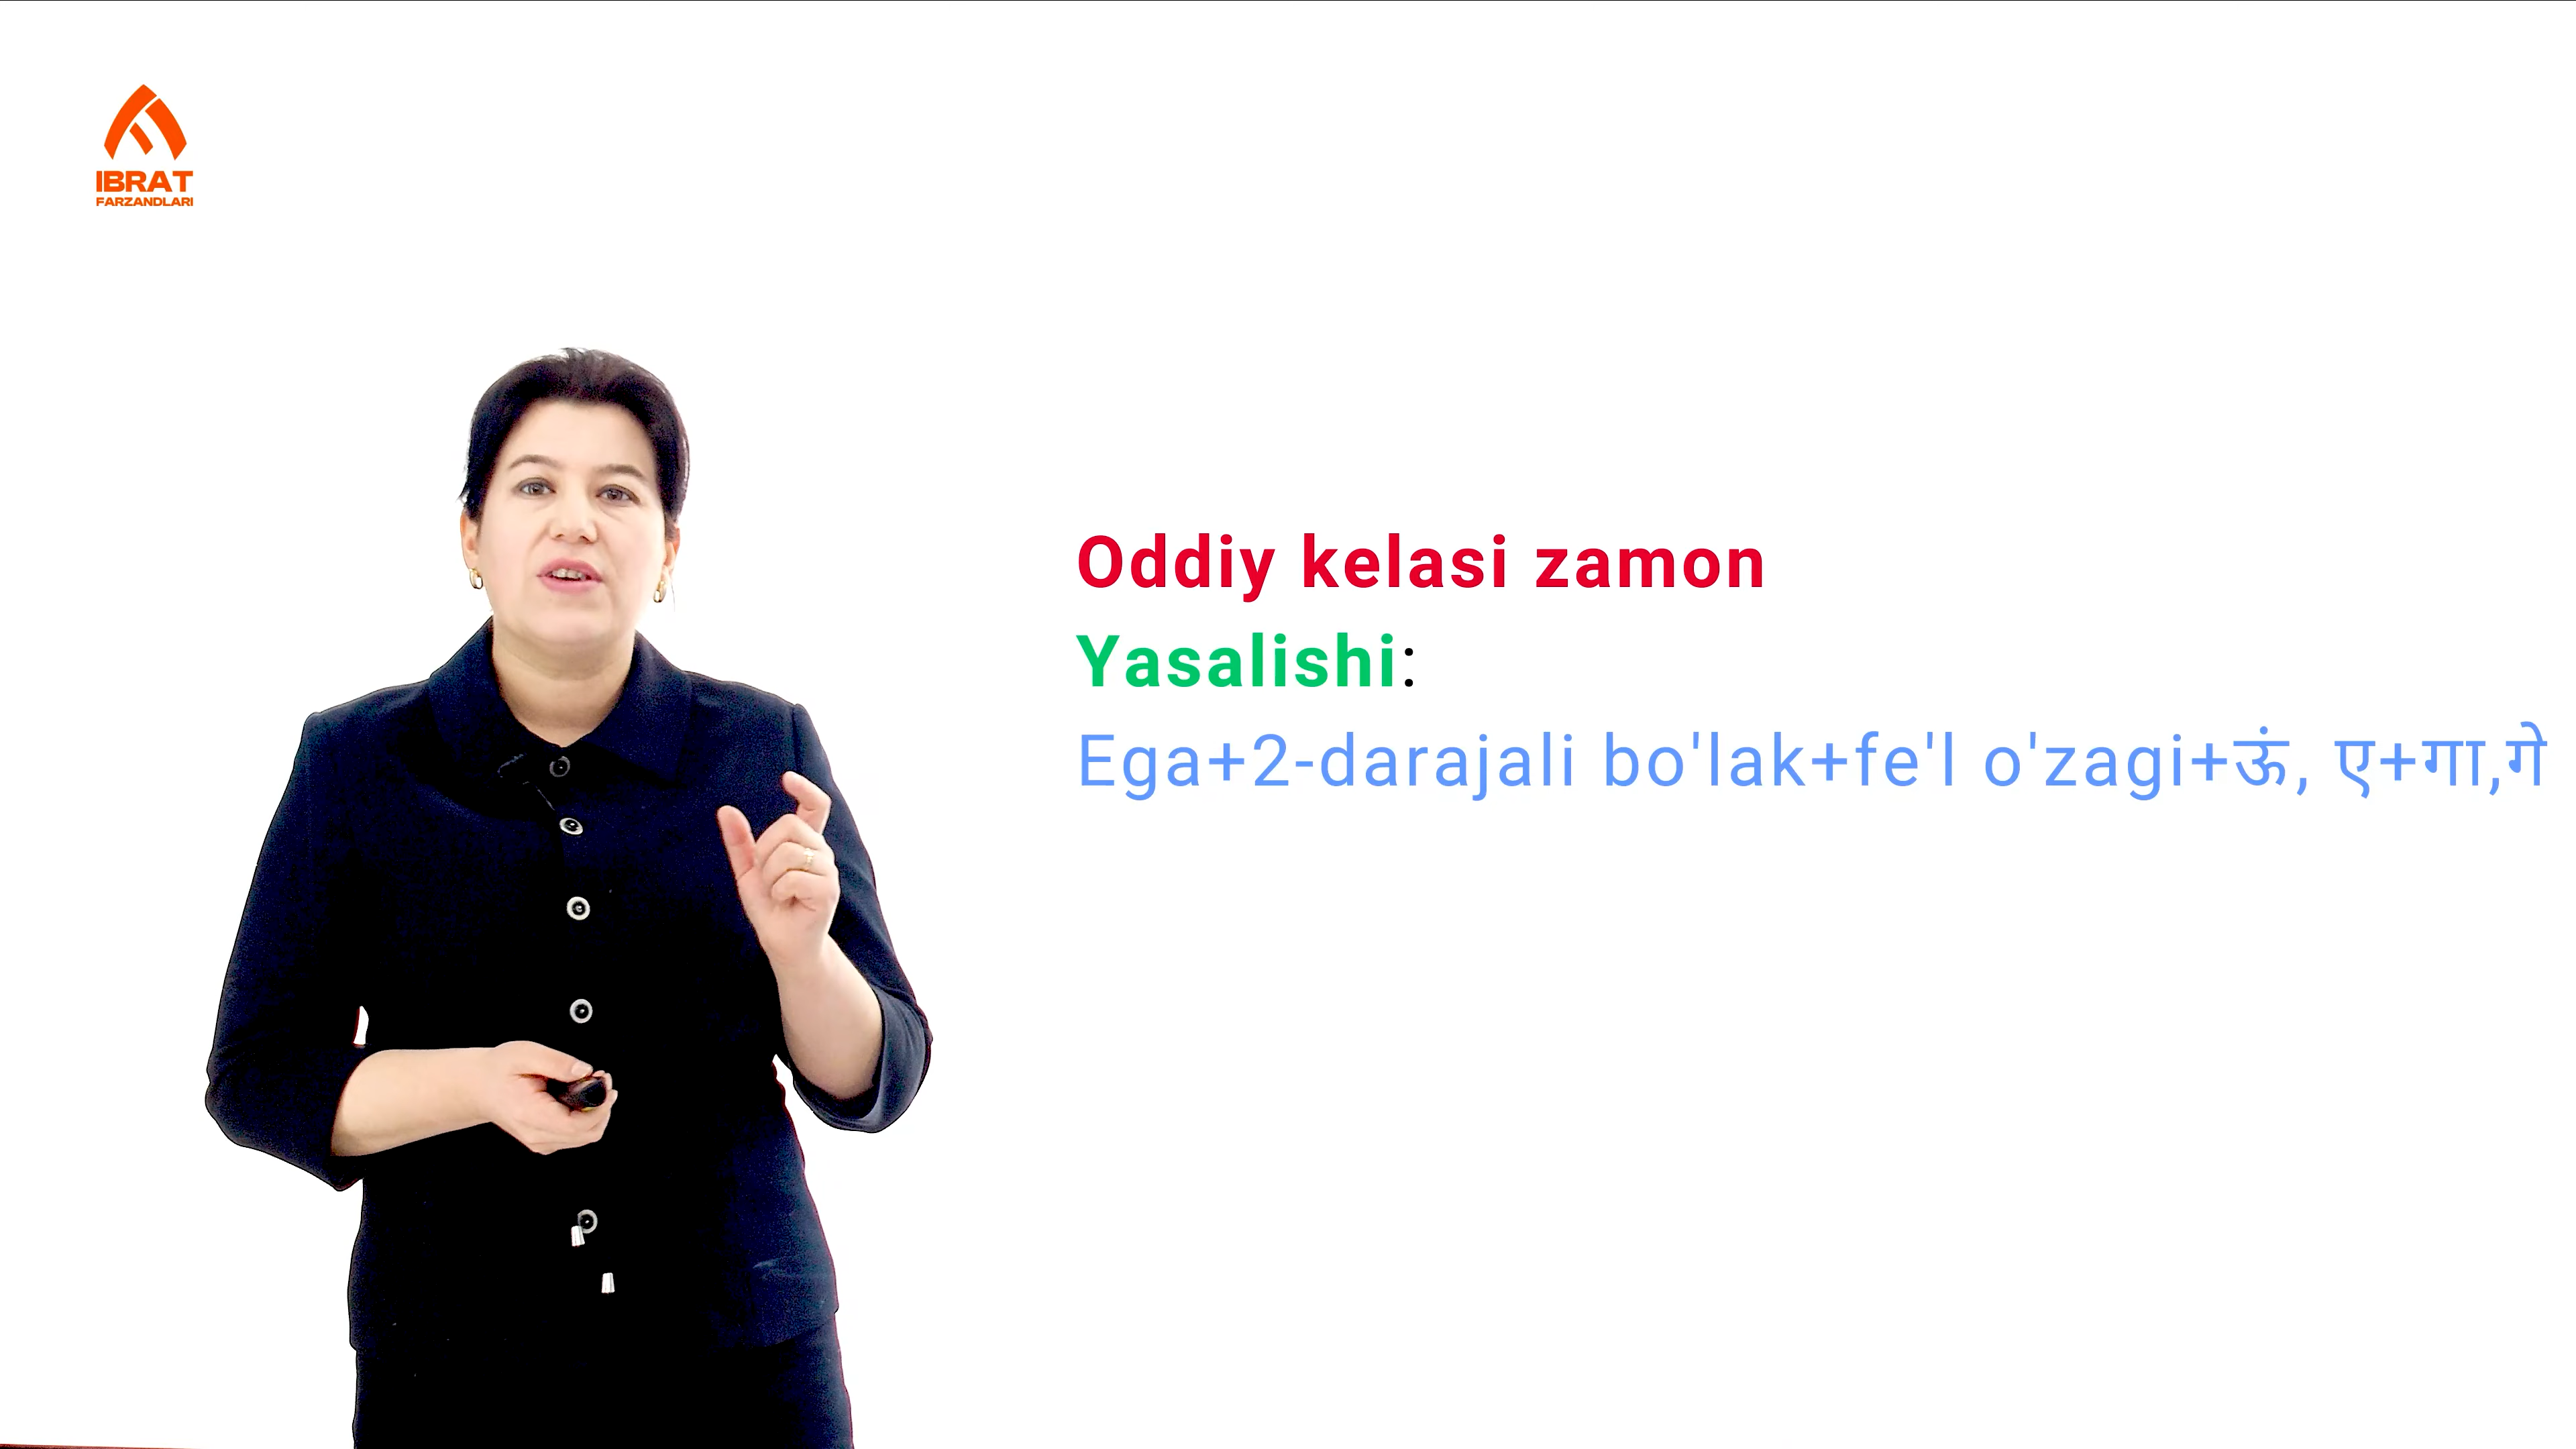 IBRAT
FARZANDLARI
Oddiy kelasi zamon
Yasalishi:
Ega+2-darajali bo'lak+fe'l o'zagi+ऊं, ए+गा,गे